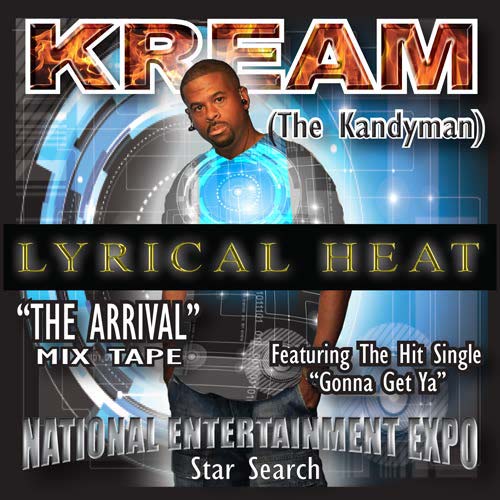 KREAM
(The Kandyman)
LYRICAL HEAT
“THE ARRIVAL”
MIX TAPE
Featuring The Hit Single
“Gonna Get Ya”
NATIONAL ENTERTAINMENT EXPO
Star Search